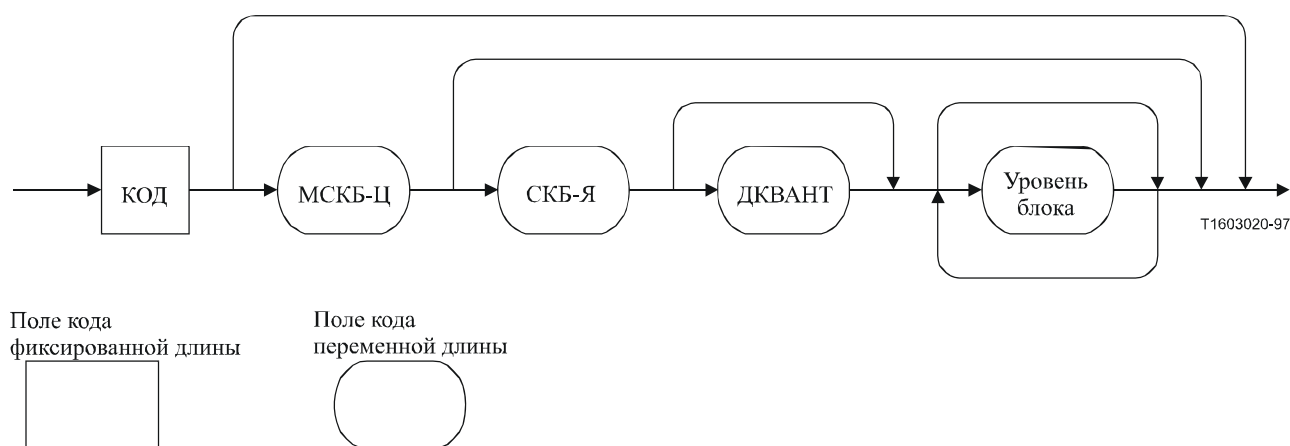 КОД
МСКБ-Ц
СКБ-Я
ДКВАНТ
Уровень
блока
T1603020-97
Поле кода
фиксированной длины
Поле кода
переменной длины